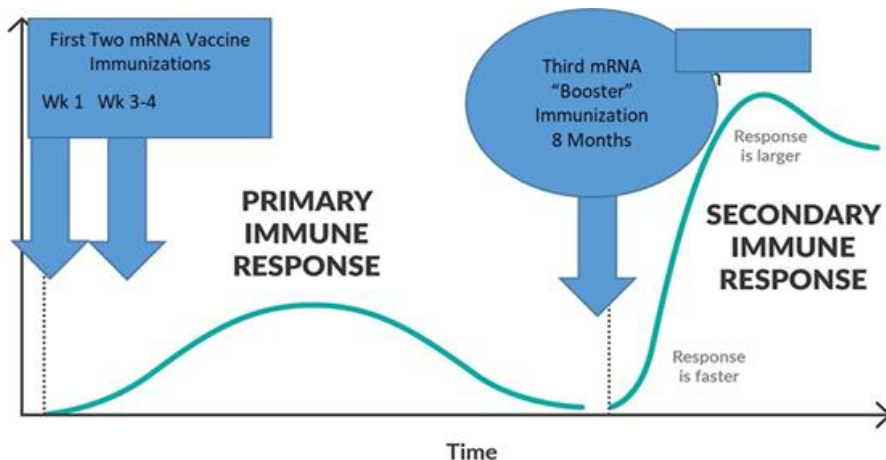 First Two mRNA Vaccine
Immunizations
Wk 1 Wk 3-4
Third mRNA
“Booster”
Immunization
8 Months
Response
is larger
PRIMARY
IMMUNE
RESPONSE
SECONDARY
IMMUNE
RESPONSE
Response
is faster
Time